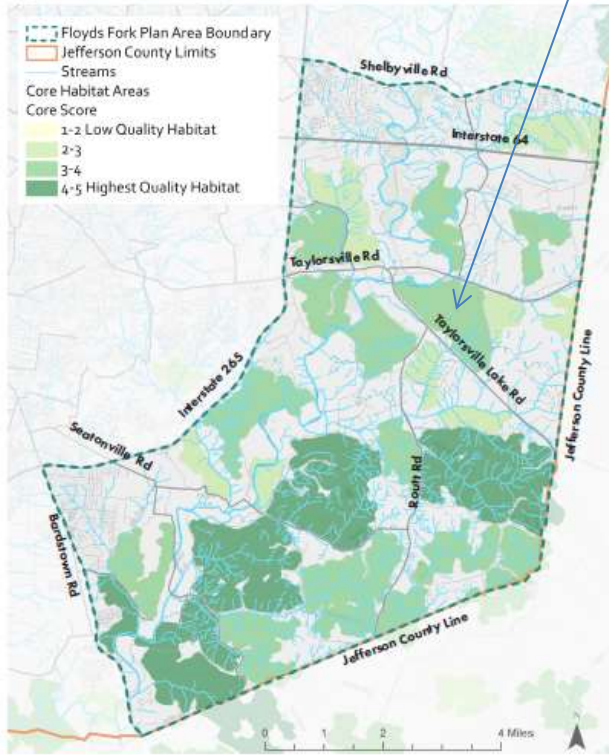 Floyds Fork Plan Area Boundary
Jefferson County Limits
Streams
Core Habitat Areas
Core Score
1-2 Low Quality Habitat
2-3
3-4
4-5 Highest Quality Habitat
Shelbyville Rd
Interstate 64
Taylorsville Rd
Taylorsville Lake Rd
Interstate 265
Jefferson County Line
Seatonville Rd
Routt Rd
Bardstown Rd
Jefferson County Line
0 1 2 4 Miles